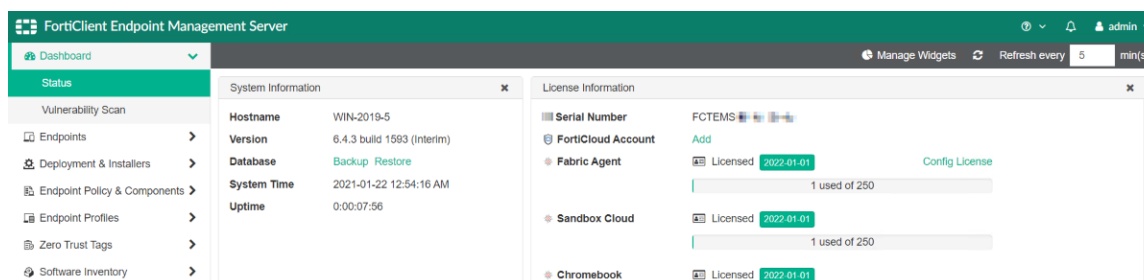 FortiClient Endpoint Management Server
admin
Dashboard
Manage Widgets Refresh every 5 min(s
Status
Vulnerability Scan
Endpoints
Deployment & Installers
Endpoint Policy & Components
Endpoint Profiles
Zero Trust Tags
Software Inventory
System Information
Hostname WIN-2019-5
Version 6.4.3 build 1593 (Interim)
Database Backup Restore
System Time 2021-01-22 12:54:16 AM
Uptime 0:00:07:56
License Information
Serial Number FCTEMS
FortiCloud Account Add
Fabric Agent Licensed 2022-01-01 Config License
1 used of 250
Sandbox Cloud Licensed 2022-01-01
1 used of 250
Chromebook Licensed 2022-01-01